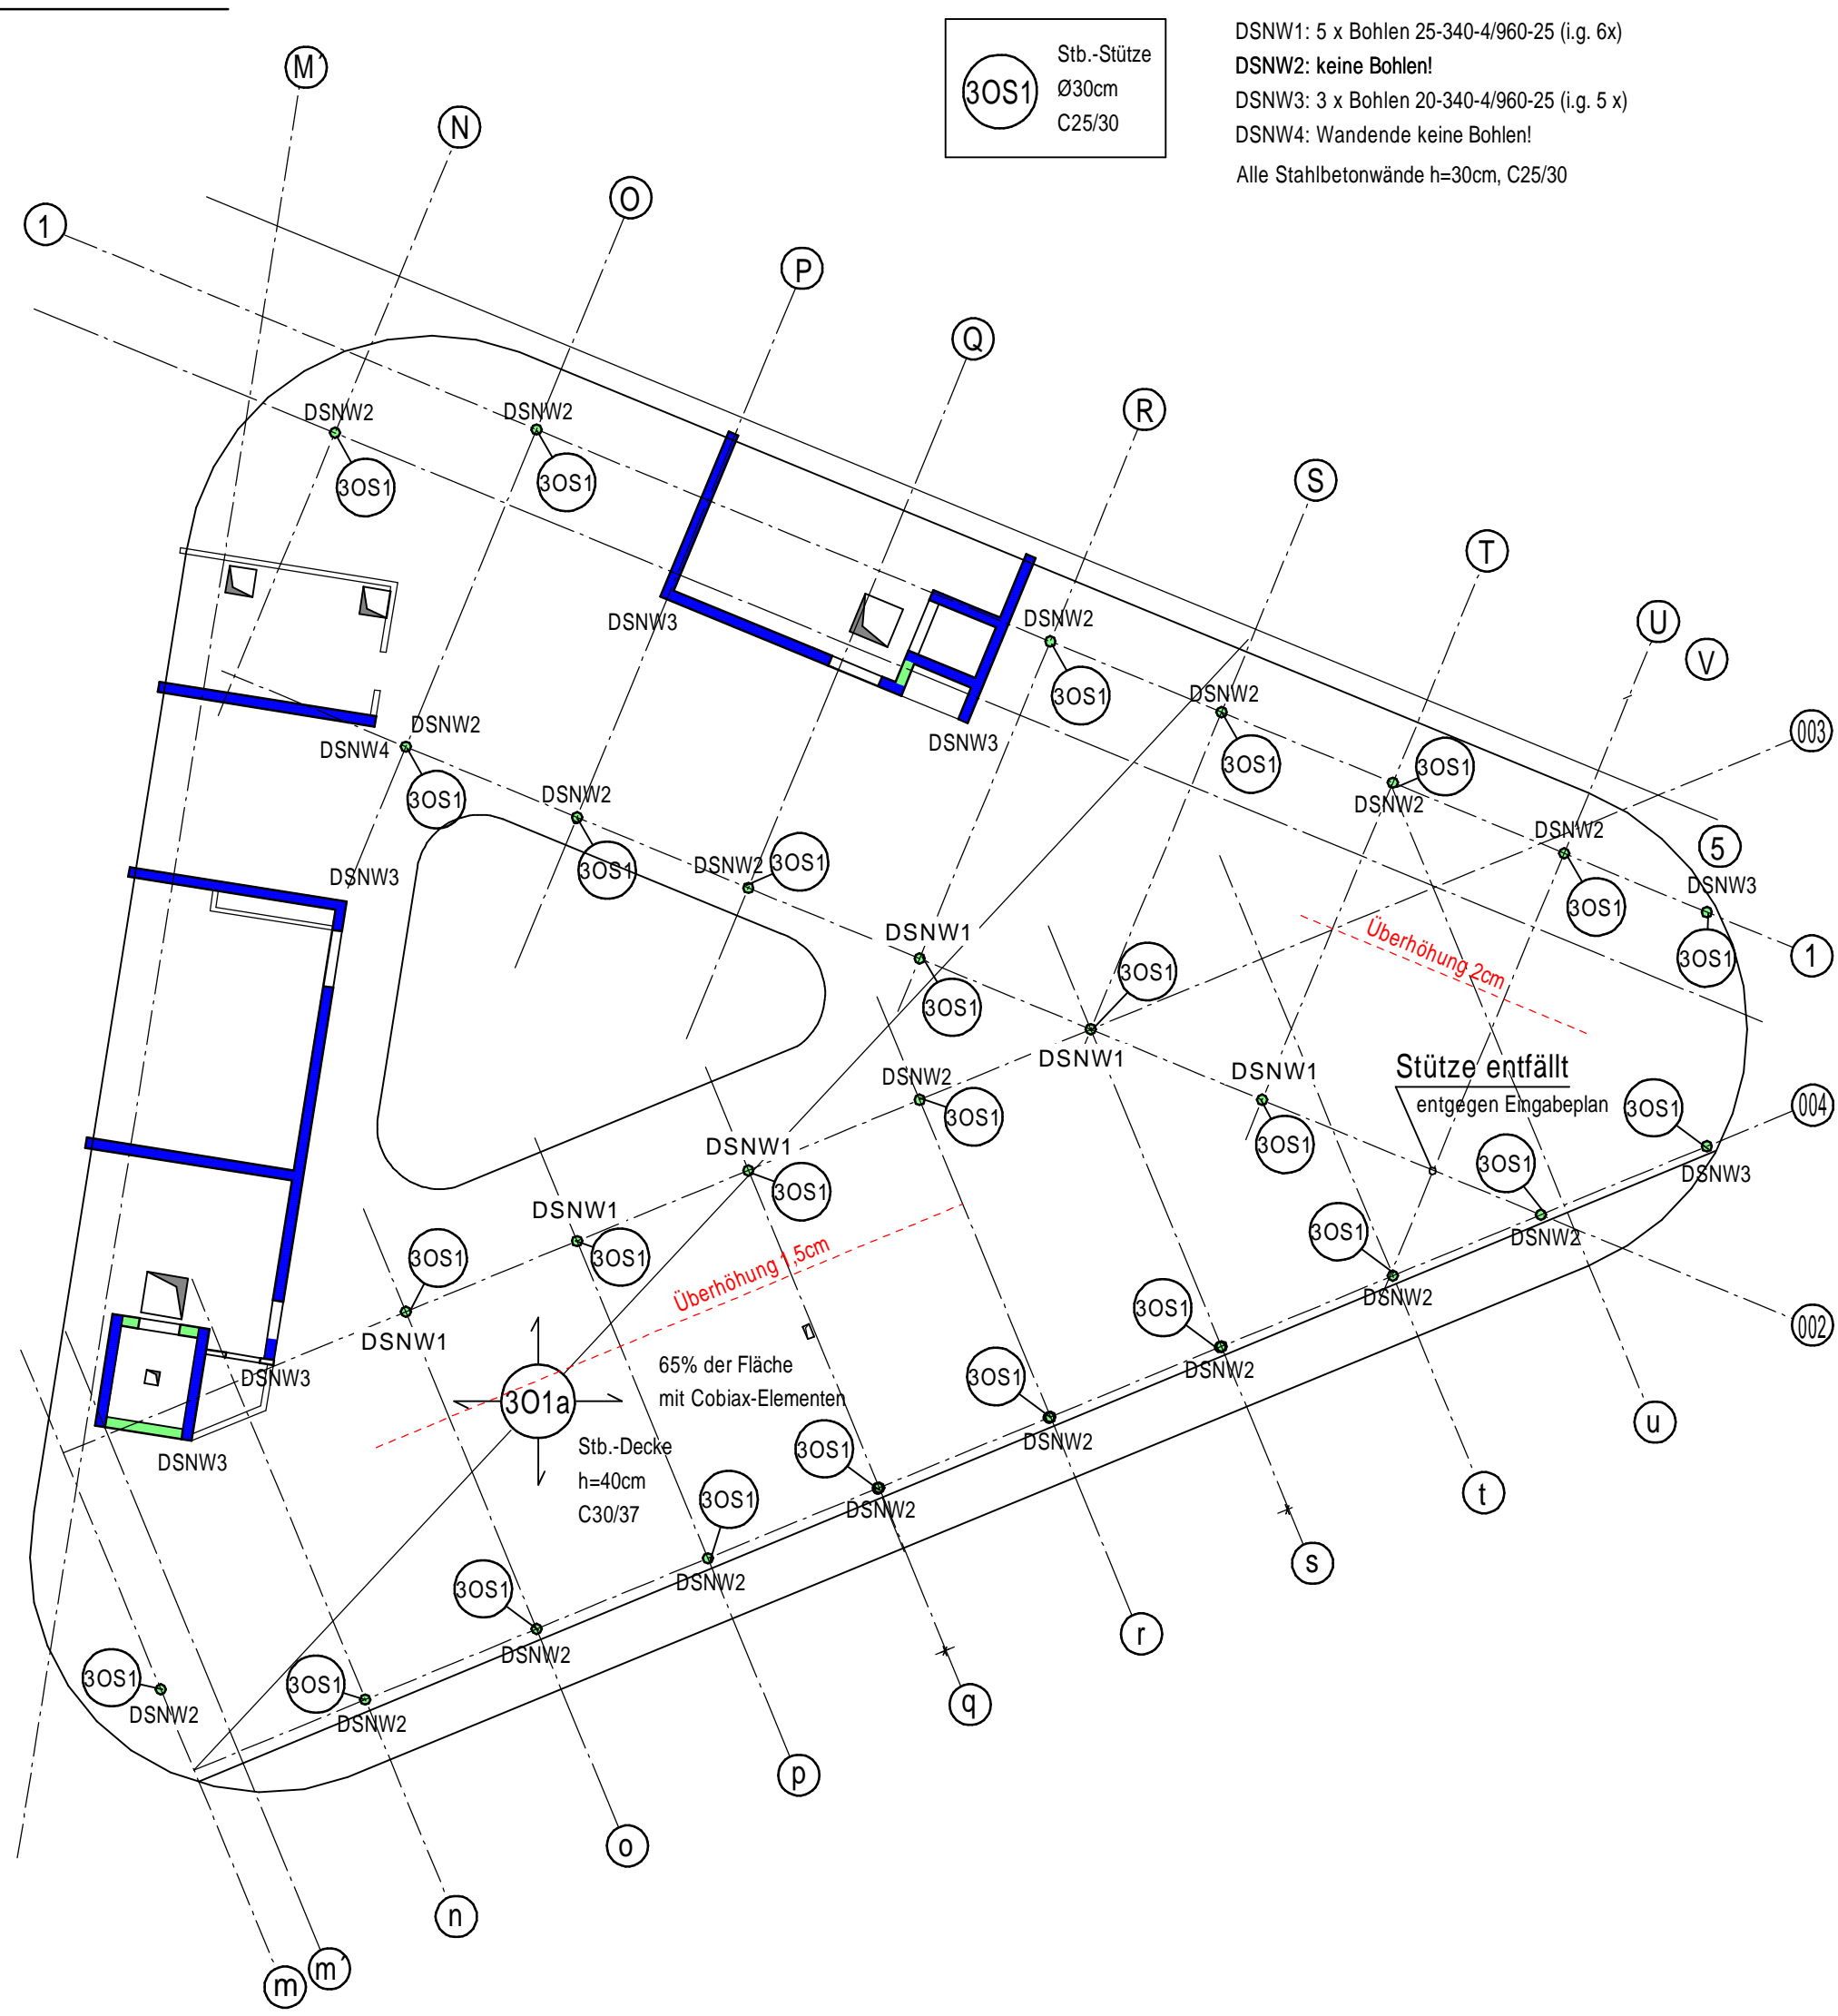 3OS1
Stb.-Stütze
Ø30cm
C25/30
DSNW1: 5 x Bohlen 25-340-4/960-25 (i.g. 6x)
DSNW2: keine Bohlen!
DSNW3: 3 x Bohlen 20-340-4/960-25 (i.g. 5 x)
DSNW4: Wandende keine Bohlen!
Alle Stahlbetonwände h=30cm, C25/30
M´
N
O
1
P
Q
R
S
T
U
V
003
5
1
004
002
DSNW2
3OS1
DSNW2
3OS1
DSNW3
DSNW2
3OS1
DSNW3
DSNW2
3OS1
3OS1
DSNW2
DSNW2
3OS1
DSNW3
3OS1
DSNW4
DSNW2
3OS1
DSNW2
3OS1
DSNW2
3OS1
DSNW3
DSNW1
3OS1
3OS1
DSNW1
Überhöhung 2cm
DSNW2
3OS1
DSNW1
3OS1
Stütze entfällt
entgegen Eingabeplan
3OS1
DSNW3
3OS1
DSNW2
DSNW1
3OS1
DSNW1
3OS1
3OS1
DSNW1
Überhöhung 1,5cm
3OS1
DSNW2
3OS1
DSNW2
DSNW3
DSNW3
3O1a
65% der Fläche
mit Cobiax-Elementen
Stb.-Decke
h=40cm
C30/37
3OS1
DSNW2
3OS1
DSNW2
3OS1
DSNW2
3OS1
DSNW2
3OS1
DSNW2
3OS1
DSNW2
u
t
s
r
q
p
o
n
m´
m